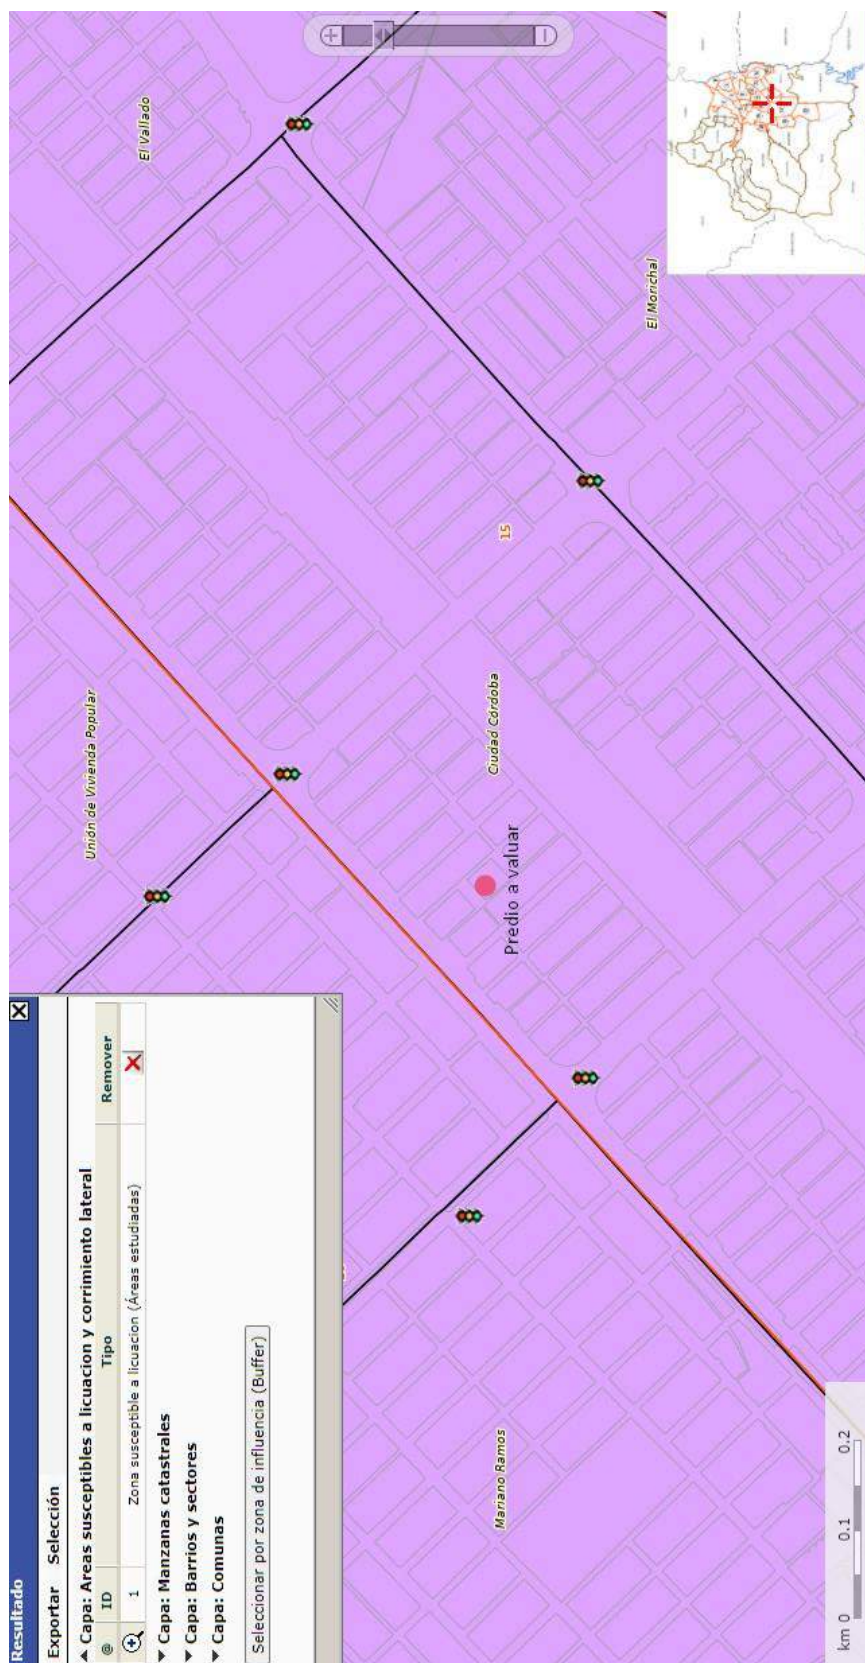 Resultado
Exportar Selección
Capa: Areas susceptibles a licuacion y corrimiento lateral
@ ID Tipo Remover
1 Zona susceptible a licuacion (Áreas estudiadas)
Capa: Manzanas catastrales
Capa: Barrios y sectores
Capa: Comunas
Seleccionar por zona de influencia (Buffer)
Unión de Vivienda Popular
El Vallado
Mariano Ramos
Ciudad Córdoba
15
Predio a valuar
El Morichal
km 0 0.1 0.2